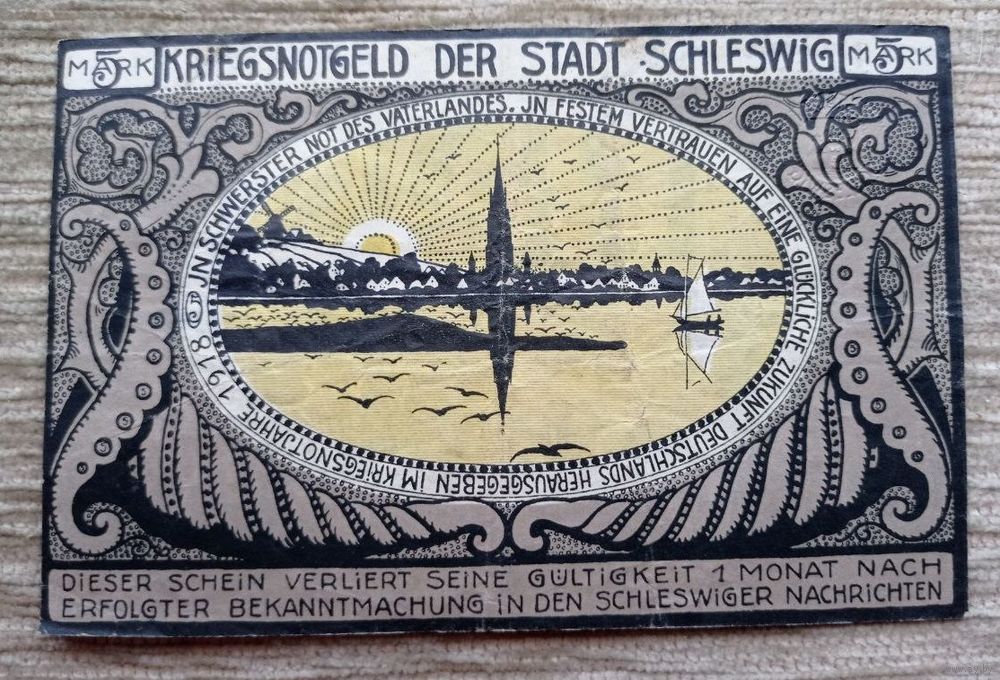 5 MARK
KRIEGSNOTGELD DER STADT SCHLESWIG
5 MARK
JN SCHWERSTER NOT DES VATERLANDES. JN FESTEM VERTRAUEN AUF EINE GLÜCKLICHE ZUKUNFT DEUTSCHLANDS HERAUSGEGEBEN IM KRIEGSNOTJAHRE 1918
DIESER SCHEIN VERLIERT SEINE GÜLTIGKEIT 1 MONAT NACH
ERFOLGTER BEKANNTMACHUNG IN DEN SCHLESWIGER NACHRICHTEN